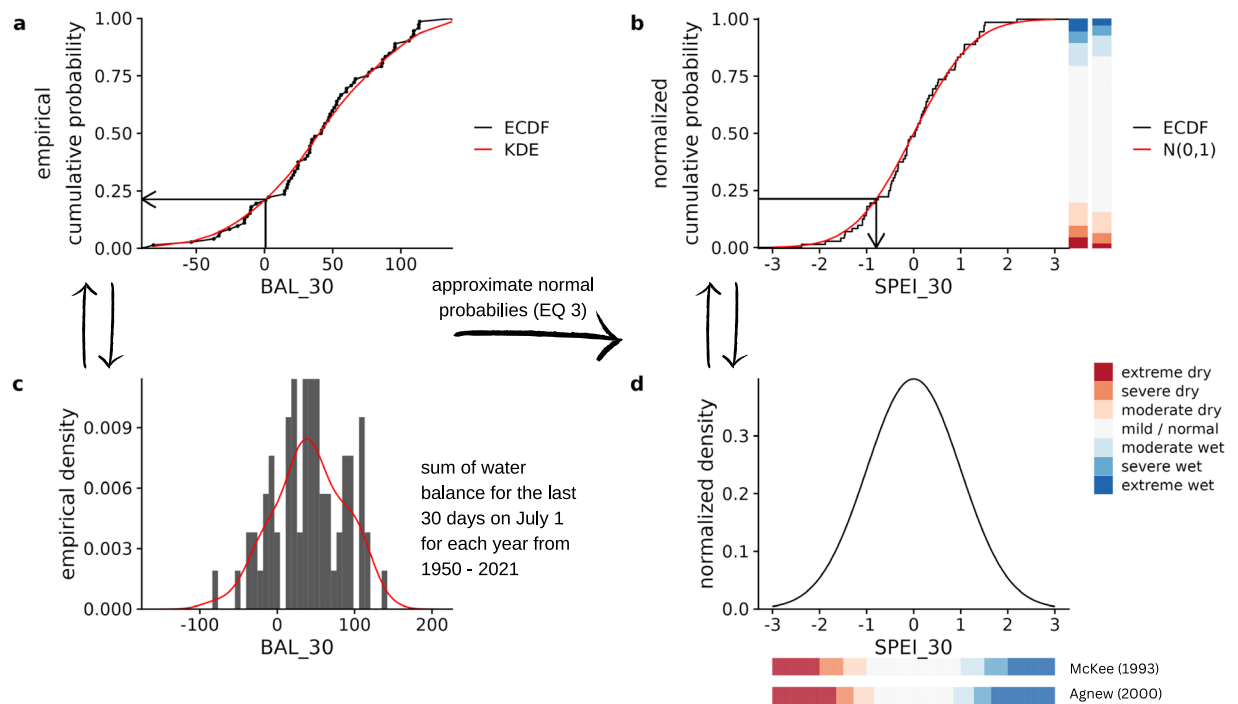 a
1.00
0.75
0.50
0.25
0.00
empirical
cumulative probability
-50 0 50 100
BAL_30
ECDF
KDE
b
1.00
0.75
0.50
0.25
0.00
normalized
cumulative probability
-3 -2 -1 0 1 2 3
SPEI_30
ECDF
N(0,1)
approximate normal
probabilies (EQ 3)
c
0.009
0.006
0.003
0.000
empirical density
-100 0 100 200
BAL_30
sum of water
balance for the last
30 days on July 1
for each year from
1950 - 2021
d
0.3
0.2
0.1
0.0
normalized density
-3 -2 -1 0 1 2 3
SPEI_30
extreme dry
severe dry
moderate dry
mild / normal
moderate wet
severe wet
extreme wet
McKee (1993)
Agnew (2000)